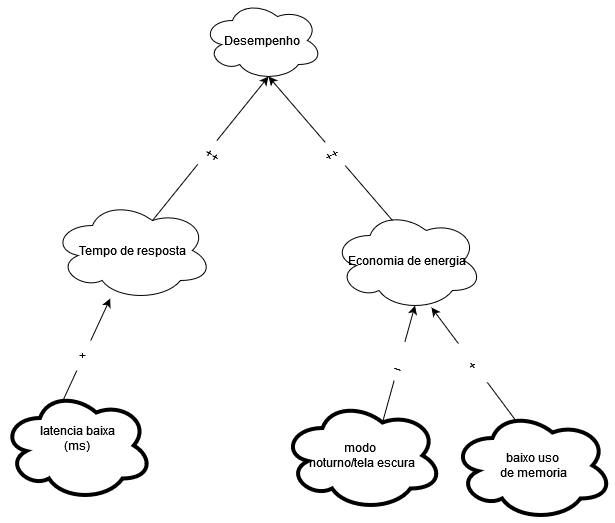 Desempenho
++
++
Tempo de resposta
Economia de energia
+
-
+
latencia baixa
(ms)
modo
noturno/tela escura
baixo uso
de memoria